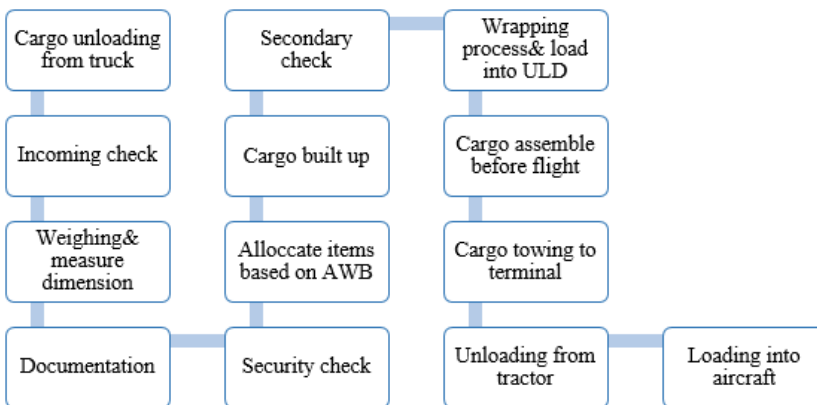 Cargo unloading
from truck
Incoming check
Weighing&
measure
dimension
Documentation
Security check
Alloccate items
based on AWB
Cargo built up
Secondary
check
Wrapping
process& load
into ULD
Cargo assemble
before flight
Cargo towing to
terminal
Unloading from
tractor
Loading into
aircraft